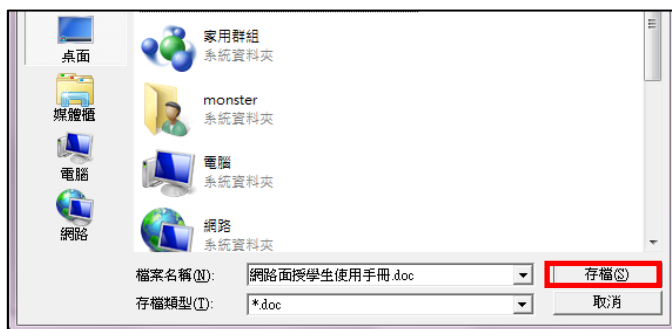 桌面
媒體櫃
電腦
網路
家用群組
系統資料夾
monster
系統資料夾
電腦
系統資料夾
網路
系統資料夾
檔案名稱(N): 網路面授學生使用手冊.doc 存檔(S)
存檔類型(T): *.doc 取消